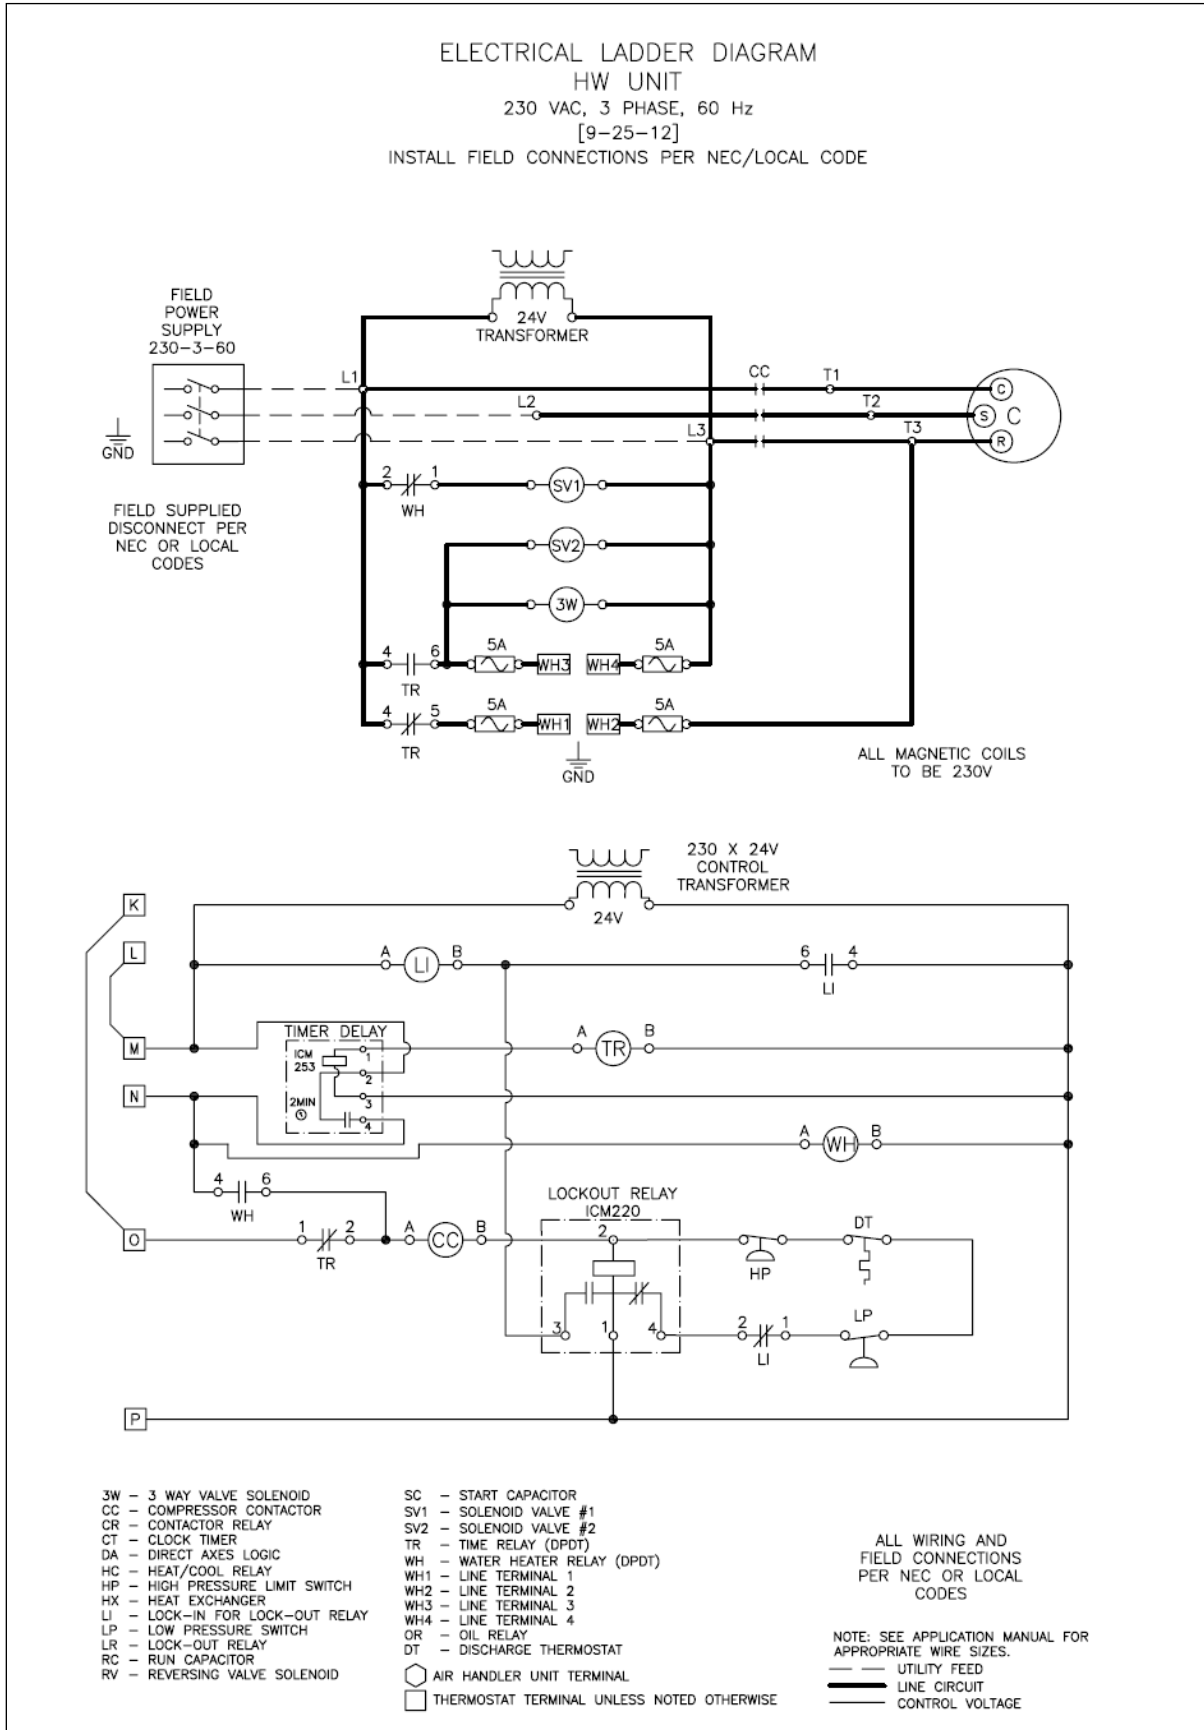 ELECTRICAL LADDER DIAGRAM
HW UNIT
230 VAC, 3 PHASE, 60 Hz
[9-25-12]
INSTALL FIELD CONNECTIONS PER NEC/LOCAL CODE
24V
TRANSFORMER
FIELD
POWER
SUPPLY
230-3-60
GND
FIELD SUPPLIED
DISCONNECT PER
NEC OR LOCAL
CODES
L1
CC
T1
C
L2
T2
S
C
L3
T3
R
2
1
WH
SV1
SV2
3W
4
6
TR
5A
WH3
WH4
5A
4
5
TR
5A
WH1
WH2
5A
GND
ALL MAGNETIC COILS
TO BE 230V
230 X 24V
CONTROL
TRANSFORMER
24V
K
L
A
LI
B
6
4
LI
M
TIMER DELAY
ICM
253
1
2
3
4
2MIN
A
TR
B
N
A
WH
B
4
6
WH
O
1
2
TR
A
CC
B
LOCKOUT RELAY
ICM220
2
3
1
4
HP
DT
2
1
LI
LP
P
3W - 3 WAY VALVE SOLENOID
CC - COMPRESSOR CONTACTOR
CR - CONTACTOR RELAY
CT - CLOCK TIMER
DA - DIRECT AXES LOGIC
HC - HEAT/COOL RELAY
HP - HIGH PRESSURE LIMIT SWITCH
HX - HEAT EXCHANGER
LI - LOCK-IN FOR LOCK-OUT RELAY
LP - LOW PRESSURE SWITCH
LR - LOCK-OUT RELAY
RC - RUN CAPACITOR
RV - REVERSING VALVE SOLENOID
SC - START CAPACITOR
SV1 - SOLENOID VALVE #1
SV2 - SOLENOID VALVE #2
TR - TIME RELAY (DPDT)
WH - WATER HEATER RELAY (DPDT)
WH1 - LINE TERMINAL 1
WH2 - LINE TERMINAL 2
WH3 - LINE TERMINAL 3
WH4 - LINE TERMINAL 4
OR - OIL RELAY
DT - DISCHARGE THERMOSTAT
AIR HANDLER UNIT TERMINAL
THERMOSTAT TERMINAL UNLESS NOTED OTHERWISE
ALL WIRING AND
FIELD CONNECTIONS
PER NEC OR LOCAL
CODES
NOTE: SEE APPLICATION MANUAL FOR
APPROPRIATE WIRE SIZES.
UTILITY FEED
LINE CIRCUIT
CONTROL VOLTAGE